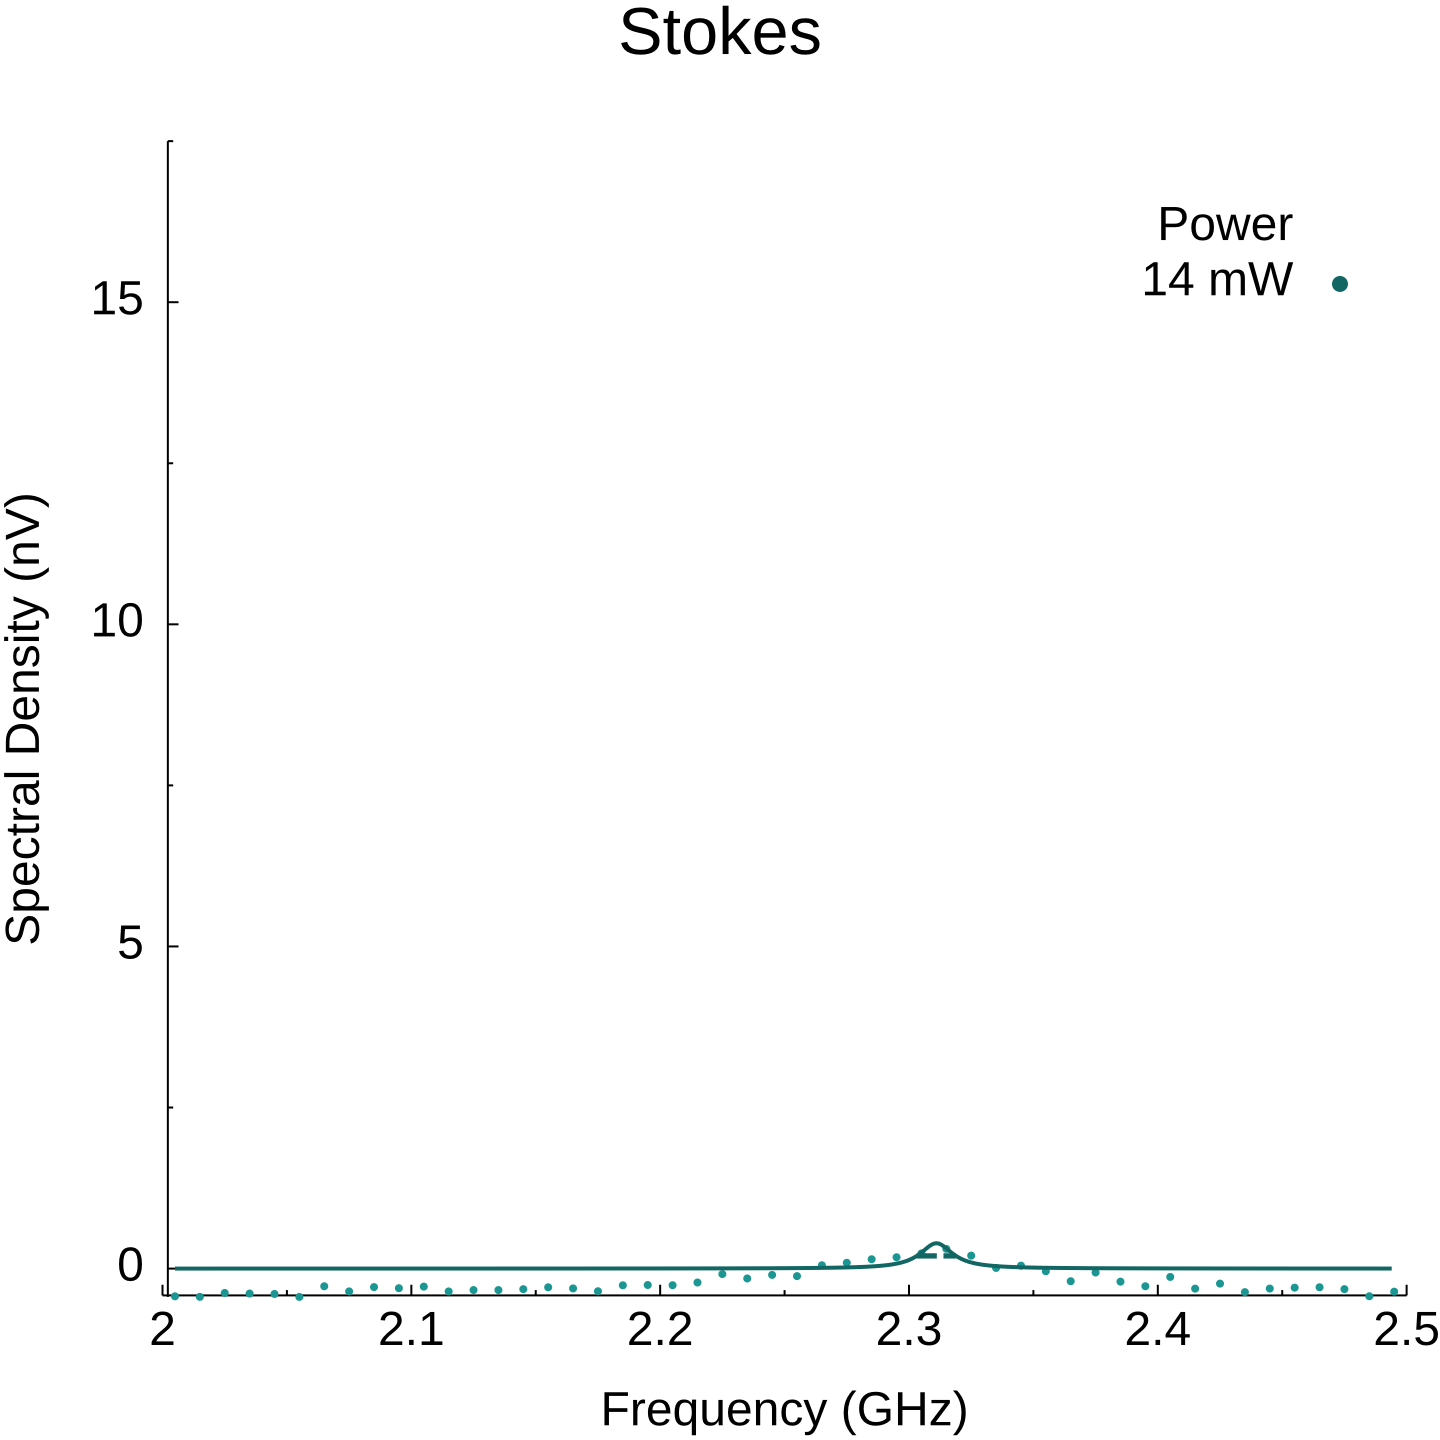 Stokes
Power
14 mW
15
10
5
0
Spectral Density (nV)
2 2.1 2.2 2.3 2.4 2.5
Frequency (GHz)